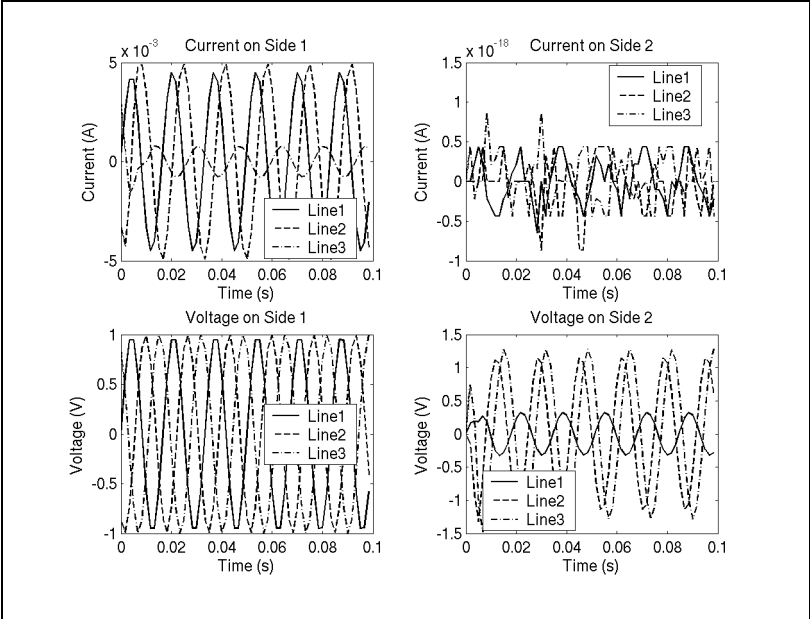 x 10⁻³
Current on Side 1
5
0
-5
Current (A)
Line1
Line2
Line3
0
0.02
0.04
0.06
0.08
0.1
Time (s)
x 10⁻¹⁸
Current on Side 2
1.5
1
0.5
0
-0.5
-1
Current (A)
Line1
Line2
Line3
0
0.02
0.04
0.06
0.08
0.1
Time (s)
Voltage on Side 1
1
0.5
0
-0.5
-1
Voltage (V)
Line1
Line2
Line3
0
0.02
0.04
0.06
0.08
0.1
Time (s)
Voltage on Side 2
1.5
1
0.5
0
-0.5
-1
-1.5
Voltage (V)
Line1
Line2
Line3
0
0.02
0.04
0.06
0.08
0.1
Time (s)